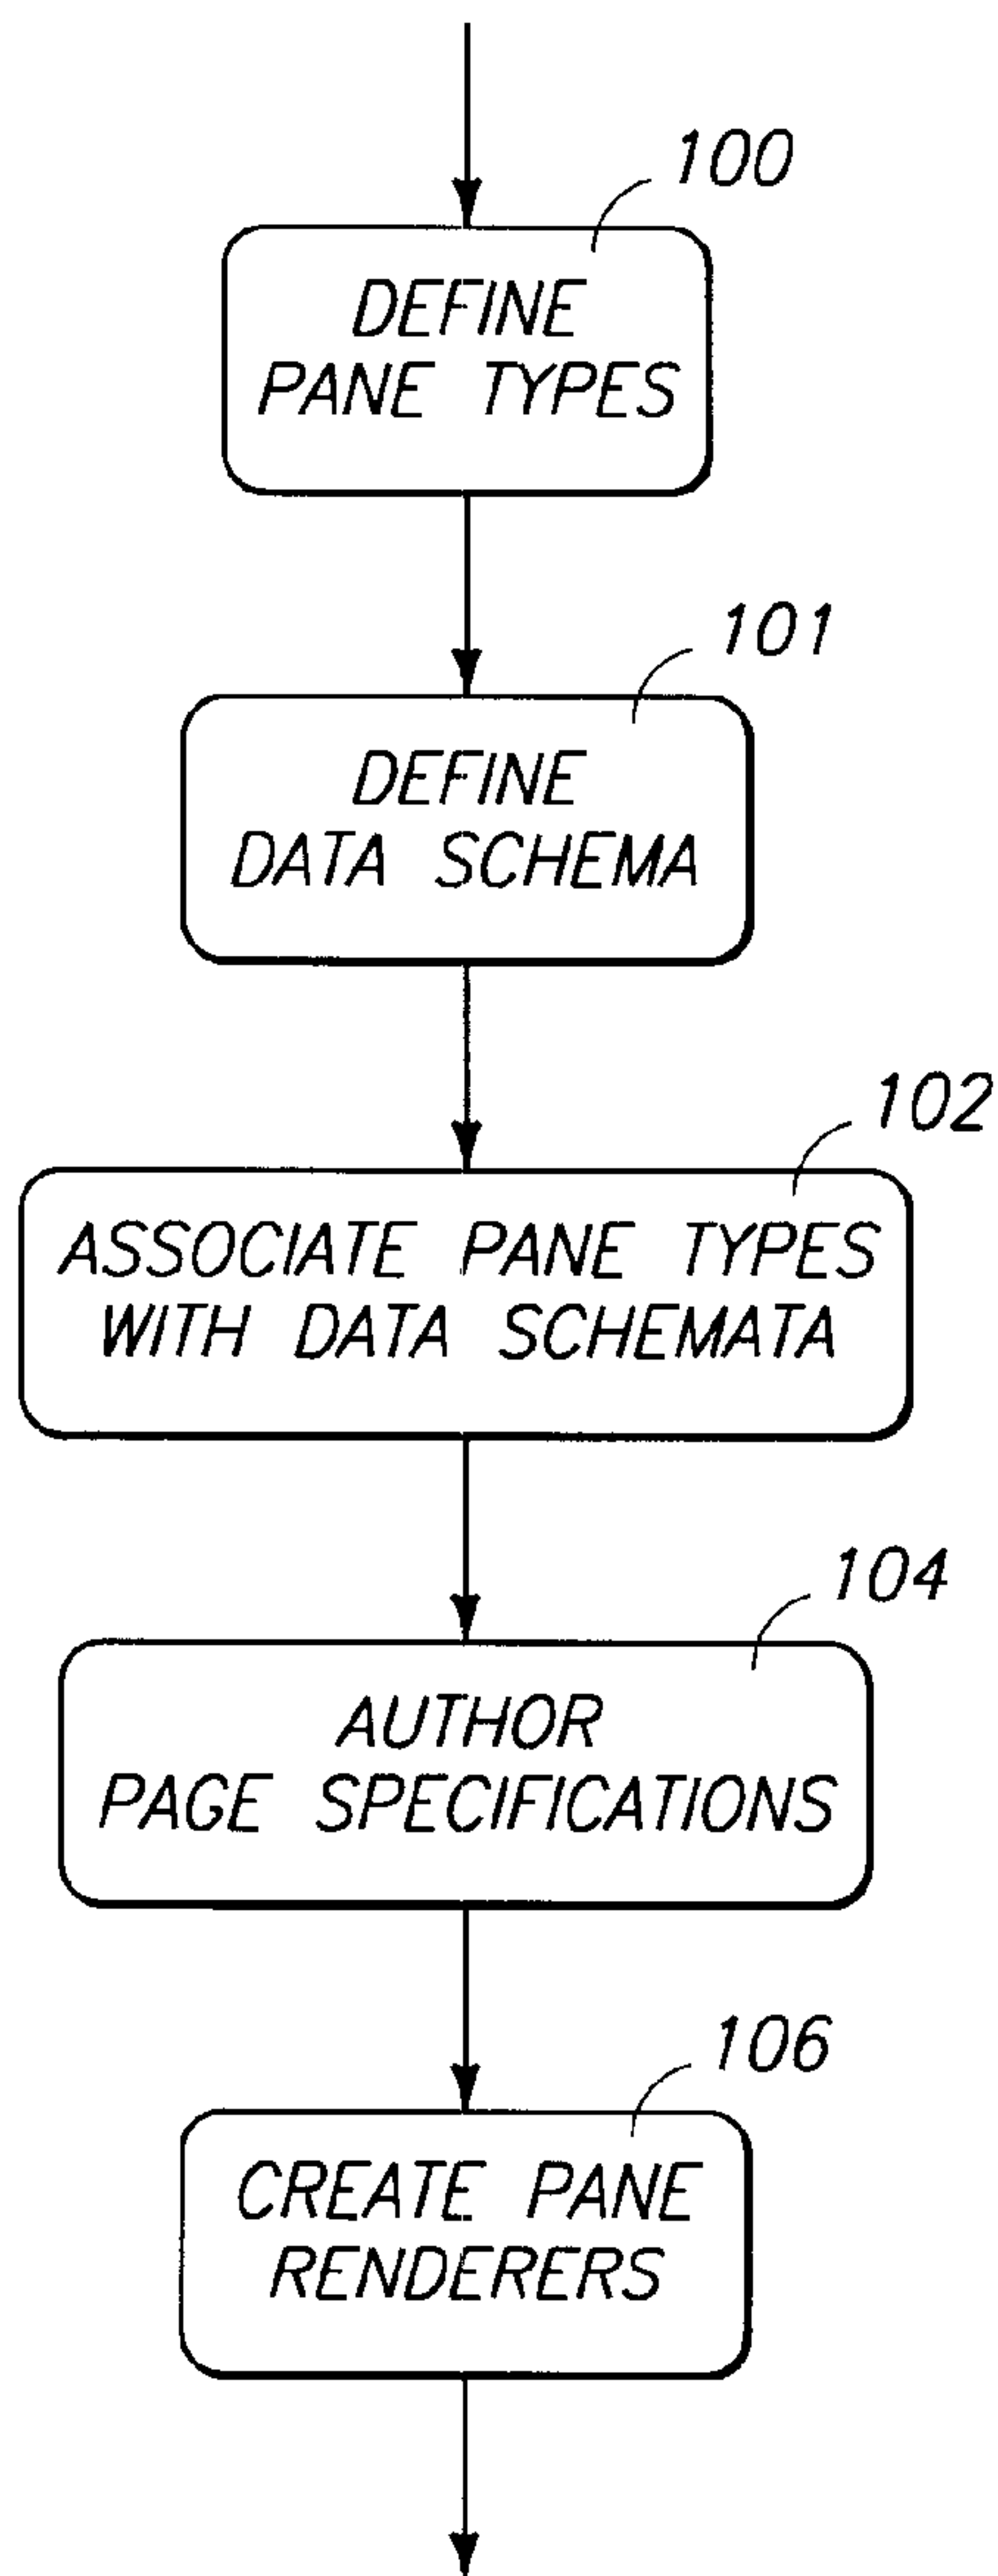 100
DEFINE
PANE TYPES
101
DEFINE
DATA SCHEMA
102
ASSOCIATE PANE TYPES
WITH DATA SCHEMATA
104
AUTHOR
PAGE SPECIFICATIONS
106
CREATE PANE
RENDERERS